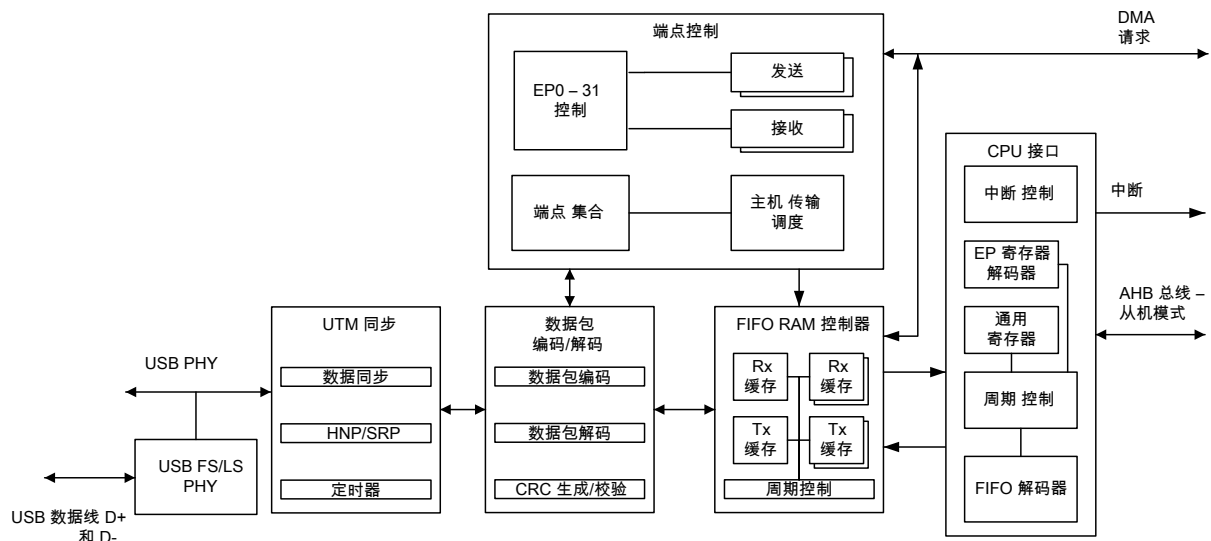 端点控制
EP0 – 31
控制
发送
接收
端点 集合
主机 传输
调度
DMA
请求
CPU 接口
中断 控制
中断
EP 寄存器
解码器
通用
寄存器
AHB 总线 –
从机模式
周期 控制
FIFO 解码器
UTM 同步
数据同步
HNP/SRP
定时器
数据包
编码/解码
数据包编码
数据包解码
CRC 生成/校验
FIFO RAM 控制器
Rx
缓存
Rx
缓存
Tx
缓存
Tx
缓存
周期控制
USB PHY
USB FS/LS
PHY
USB 数据线 D+
和 D-